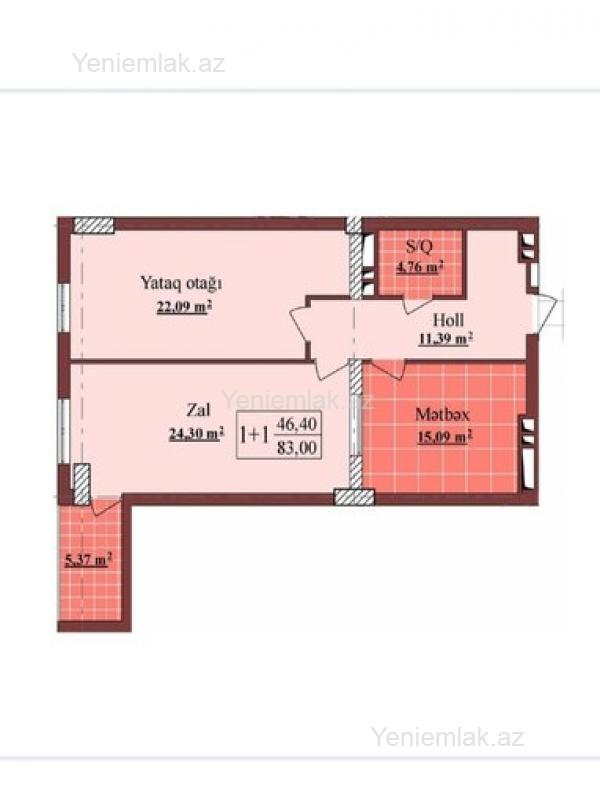 Yeniemlak.az
S/Q
4,76 m²
Yataq otağı
22,09 m²
Holl
11,39 m²
Yeniemlak.az
Zal
24,30 m²
1+1 46,40
83,00
Mətbəx
15,09 m²
5,37 m²
Yeniemlak.az